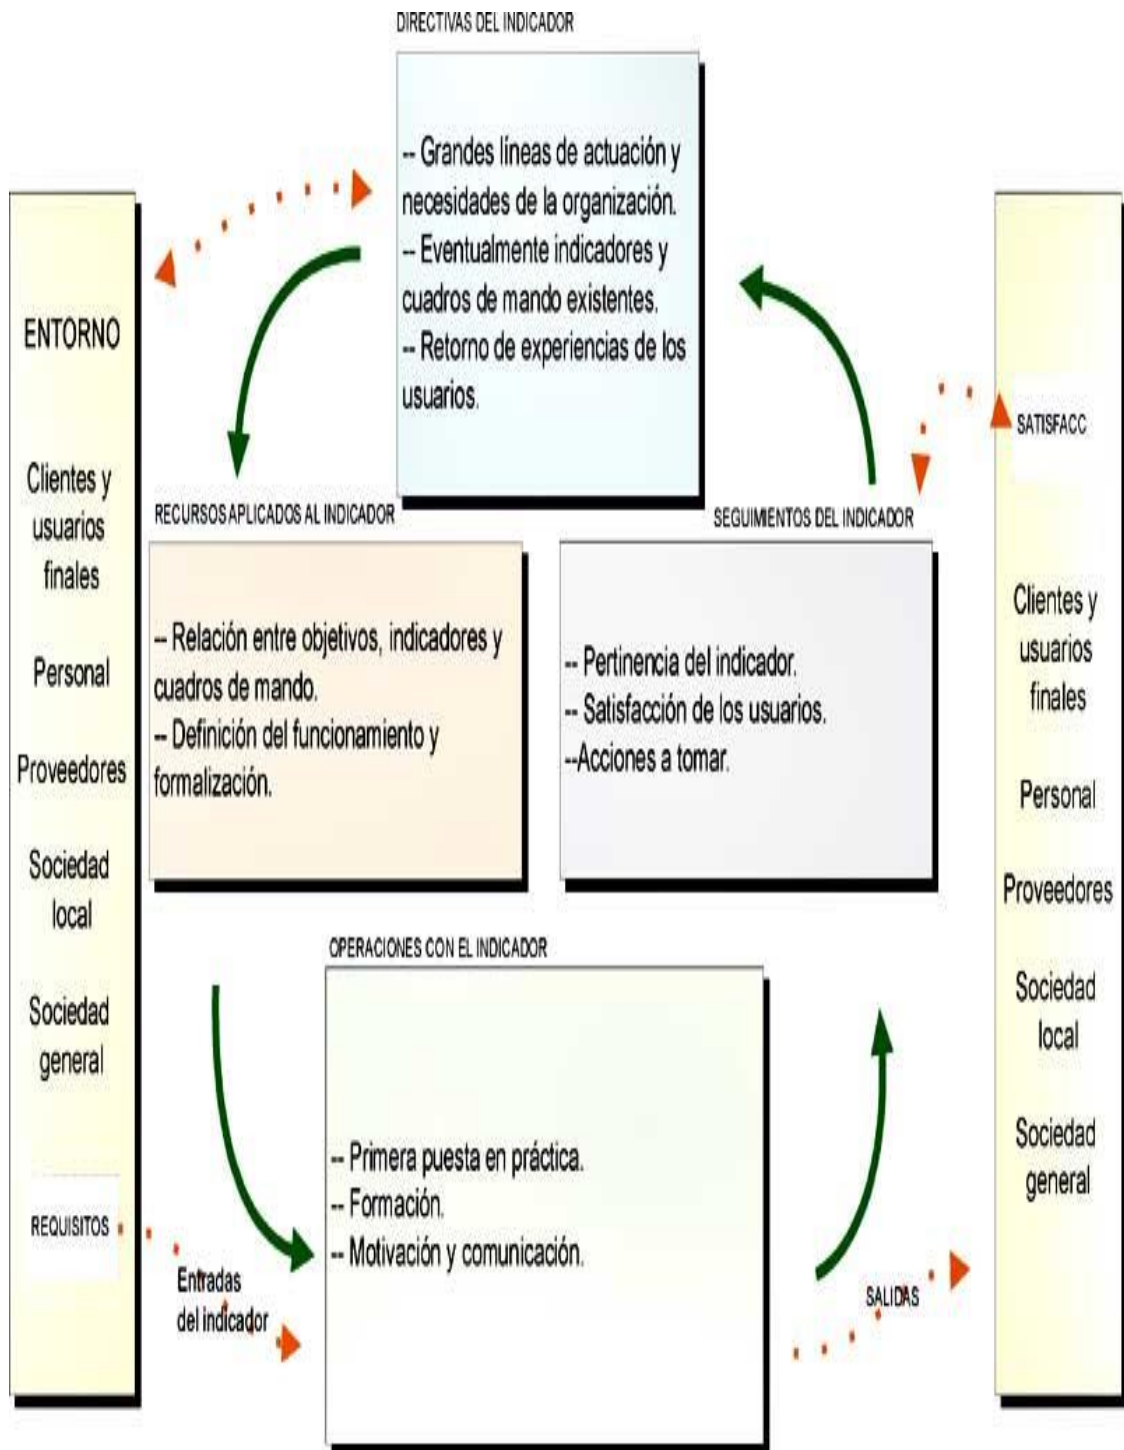 DIRECTIVAS DEL INDICADOR
-- Grandes líneas de actuación y
necesidades de la organización.
-- Eventualmente indicadores y
cuadros de mando existentes.
-- Retorno de experiencias de los
usuarios.
ENTORNO
Clientes y
usuarios
finales
Personal
Proveedores
Sociedad
local
Sociedad
general
REQUISITOS
RECURSOS APLICADOS AL INDICADOR
-- Relación entre objetivos, indicadores y
cuadros de mando.
-- Definición del funcionamiento y
formalización.
SEGUIMIENTOS DEL INDICADOR
-- Pertinencia del indicador.
-- Satisfacción de los usuarios.
--Acciones a tomar.
OPERACIONES CON EL INDICADOR
-- Primera puesta en práctica.
-- Formación.
-- Motivación y comunicación.
Entradas
del indicador
SALIDAS
SATISFACC
Clientes y
usuarios
finales
Personal
Proveedores
Sociedad
local
Sociedad
general